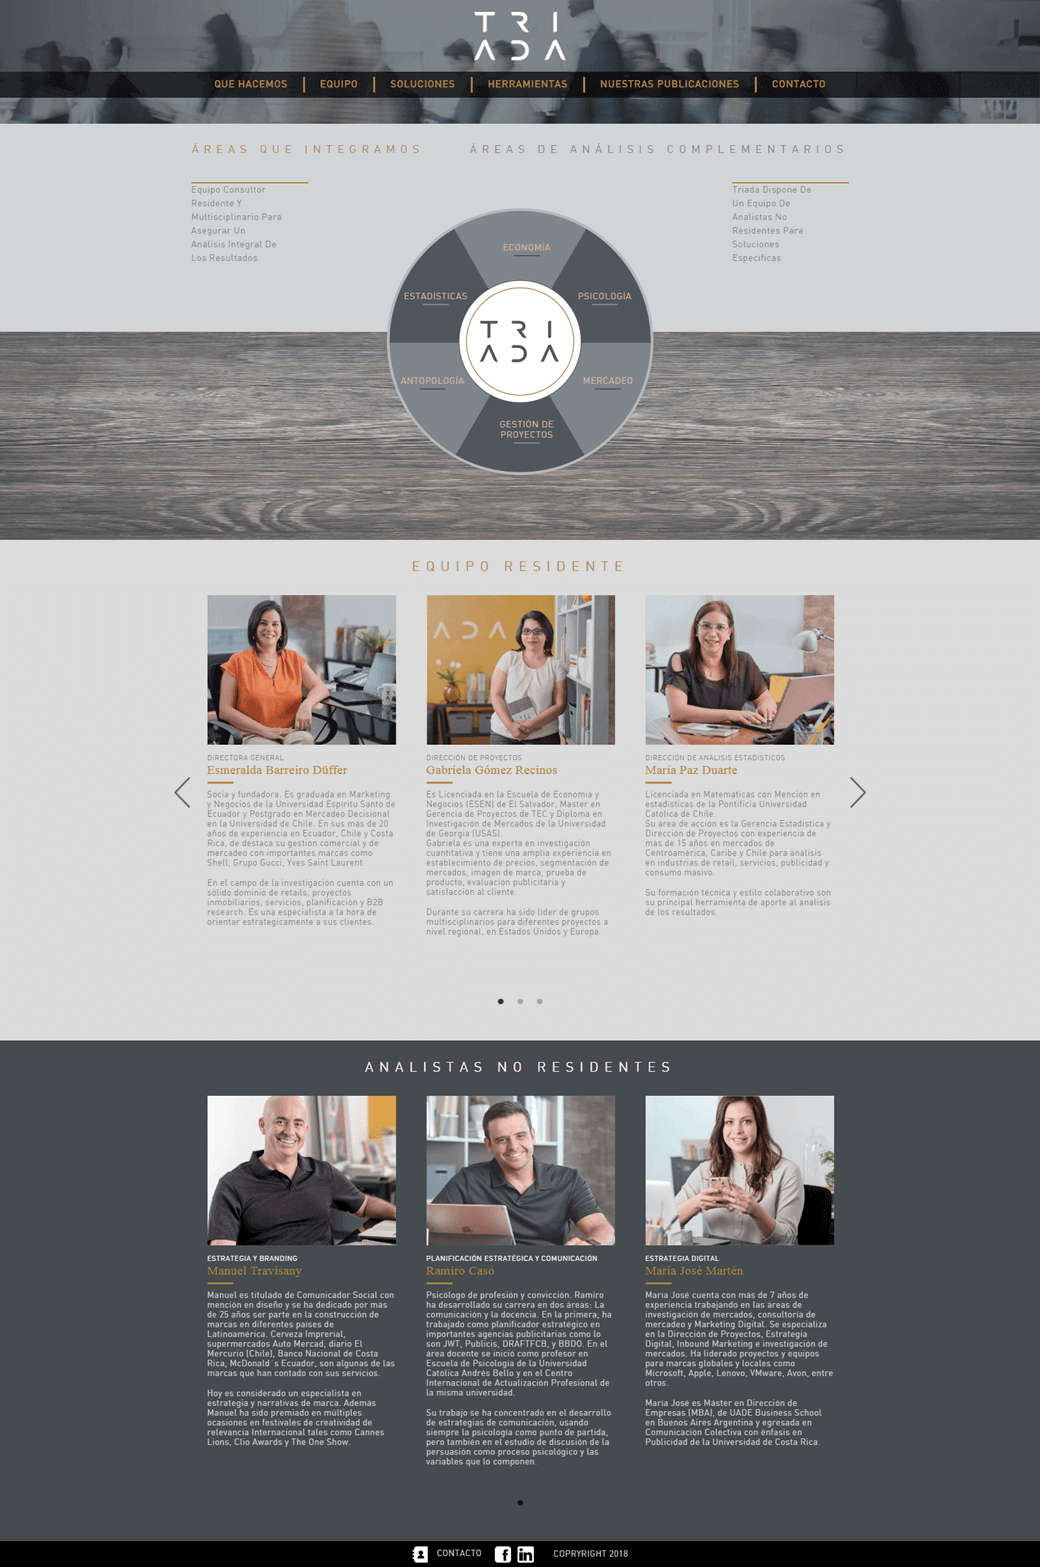 TRI
ADA
QUE HACEMOS
EQUIPO
SOLUCIONES
HERRAMIENTAS
NUESTRAS PUBLICACIONES
CONTACTO
ÁREAS QUE INTEGRAMOS
Equipo Consultor
Residente Y
Multisciplinario Para
Asegurar Un
Análisis Integral De
Los Resultados.
ÁREAS DE ANÁLISIS COMPLEMENTARIOS
Triada Dispone De
Un Equipo De
Analistas No
Residentes Para
Soluciones
Específicas
ECONOMÍA
ESTADÍSTICAS
PSICOLOGÍA
TRI
ADA
ANTOPOLOGÍA
MERCADEO
GESTIÓN DE
PROYECTOS
EQUIPO RESIDENTE
ADA
DIRECTORA GENERAL
Esmeralda Barreiro Düffer
Socia y fundadora. Es graduada en Marketing
y Negocios de la Universidad Espíritu Santo de
Ecuador y Postgrado en Mercadeo Decisional
en la Universidad de Chile. En sus más de 20
años de experiencia en Ecuador, Chile y Costa
Rica, de destaca su gestión comercial y de
mercadeo con importantes marcas como
Shell, Grupo Gucci, Yves Saint Laurent.
En el campo de la investigación cuenta con un
sólido dominio de retails, proyectos
inmobiliarios, servicios, planificacion y B2B
research. Es una especialista a la hora de
orientar estratégicamente a sus clientes.
DIRECCIÓN DE PROYECTOS
Gabriela Gómez Recinos
Es Licenciada en la Escuela de Economía y
Negocios (ESEN) de El Salvador, Master en
Gerencia de Proyectos de TEC y Diploma en
Investigación de Mercados de la Universidad
de Georgia (USAS).
Gabriela es una experta en investigación
cuantitativa y tiene una amplia experiencia en
establecimiento de precios, segmentación de
mercados, imagen de marca, prueba de
producto, evaluación publicitaria y
satisfacción al cliente.
Durante su carrera ha sido líder de grupos
multisciplinarios para diferentes proyectos a
nivel regional, en Estados Unidos y Europa.
DIRECCIÓN DE ANÁLISIS ESTADÍSTICOS
María Paz Duarte
Licenciada en Matematicas con Mención en
estadísticas de la Pontificia Universidad
Católica de Chile.
Su área de acción es la Gerencia Estadística y
Dirección de Proyectos con experiencia de
más de 15 años en mercados de
Centroamérica, Caribe y Chile para analisis
en industrias de retail, servicios, publicidad y
consumo masivo.
Su formación técnica y estilo colaborativo son
su principal herramienta de aporte al análisis
de los resultados.
ANALISTAS NO RESIDENTES
ESTRATEGIA Y BRANDING
Manuel Travisany
Manuel es titulado de Comunicador Social con
mención en diseño y se ha dedicado por más
de 25 años ser parte en la construcción de
marcas en diferentes países de
Latinoamérica. Cerveza Imprerial,
supermercados Auto Mercad, diario El
Mercurio (Chile), Banco Nacional de Costa
Rica, McDonald´s Ecuador, son algunas de las
marcas que han contado con sus servicios.
Hoy es considerado un especialista en
estrategia y narrativas de marca. Además
Manuel ha sido premiado en múltiples
ocasiones en festivales de creatividad de
relevancia Internacional tales como Cannes
Lions, Clio Awards y The One Show.
PLANIFICACIÓN ESTRATÉGICA Y COMUNICACIÓN
Ramiro Casó
Psicólogo de profesión y convicción. Ramiro
ha desarrollado su carrera en dos áreas: La
comunicación y la docencia. En la primera, ha
trabajado como planificador estratégico en
importantes agencias publicitarias como lo
son JWT, Publicis, DRAFTFCB, y BBDO. En el
área docente se inició como profesor en
Escuela de Psicología de la Universidad
Católica Andrés Bello y en el Centro
Internacional de Actualización Profesional de
la misma universidad.
Su trabajo se ha concentrado en el desarrollo
de estrategias de comunicación, usando
siempre la psicología como punto de partida,
pero también en el estudio de discusión de la
persuasión como proceso psicológico y las
variables que lo componen.
ESTRATEGIA DIGITAL
María José Martén
María José cuenta con más de 7 años de
experiencia trabajando en las áreas de
investigación de mercados, consultoría de
mercadeo y Marketing Digital. Se especializa
en la Dirección de Proyectos, Estrategia
Digital, Inbound Marketing e investigación de
mercados. Ha liderado proyectos y equipos
para marcas globales y locales como
Microsoft, Apple, Lenovo, VMware, Avon, entre
otros.
María José es Máster en Dirección de
Empresas (MBA), de UADE Business School
en Buenos Aires Argentina y egresada en
Comunicación Colectiva con énfasis en
Publicidad de la Universidad de Costa Rica.
CONTACTO
COPRYRIGHT 2018